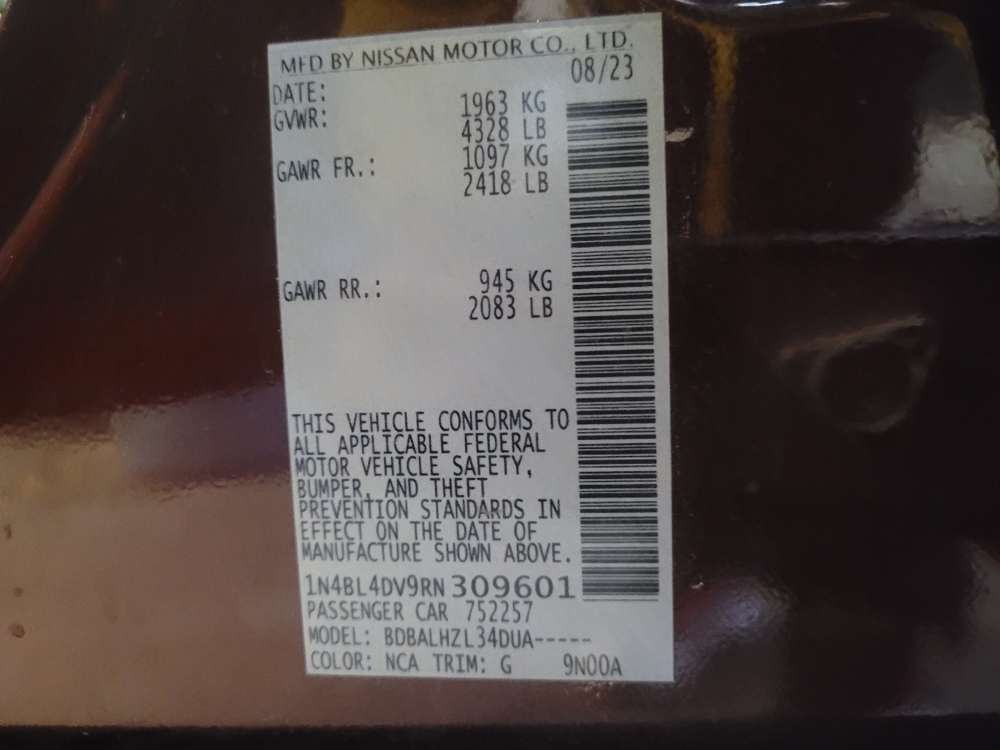 MFD BY NISSAN MOTOR CO., LTD.
DATE: 08/23
GVWR: 1963 KG
4328 LB
GAWR FR.: 1097 KG
2418 LB
GAWR RR.: 945 KG
2083 LB
THIS VEHICLE CONFORMS TO
ALL APPLICABLE FEDERAL
MOTOR VEHICLE SAFETY,
BUMPER, AND THEFT
PREVENTION STANDARDS IN
EFFECT ON THE DATE OF
MANUFACTURE SHOWN ABOVE.
1N4BL4DV9RN 309601
PASSENGER CAR 752257
MODEL: BDBALHZL34DUA-----
COLOR: NCA TRIM: G 9N00A